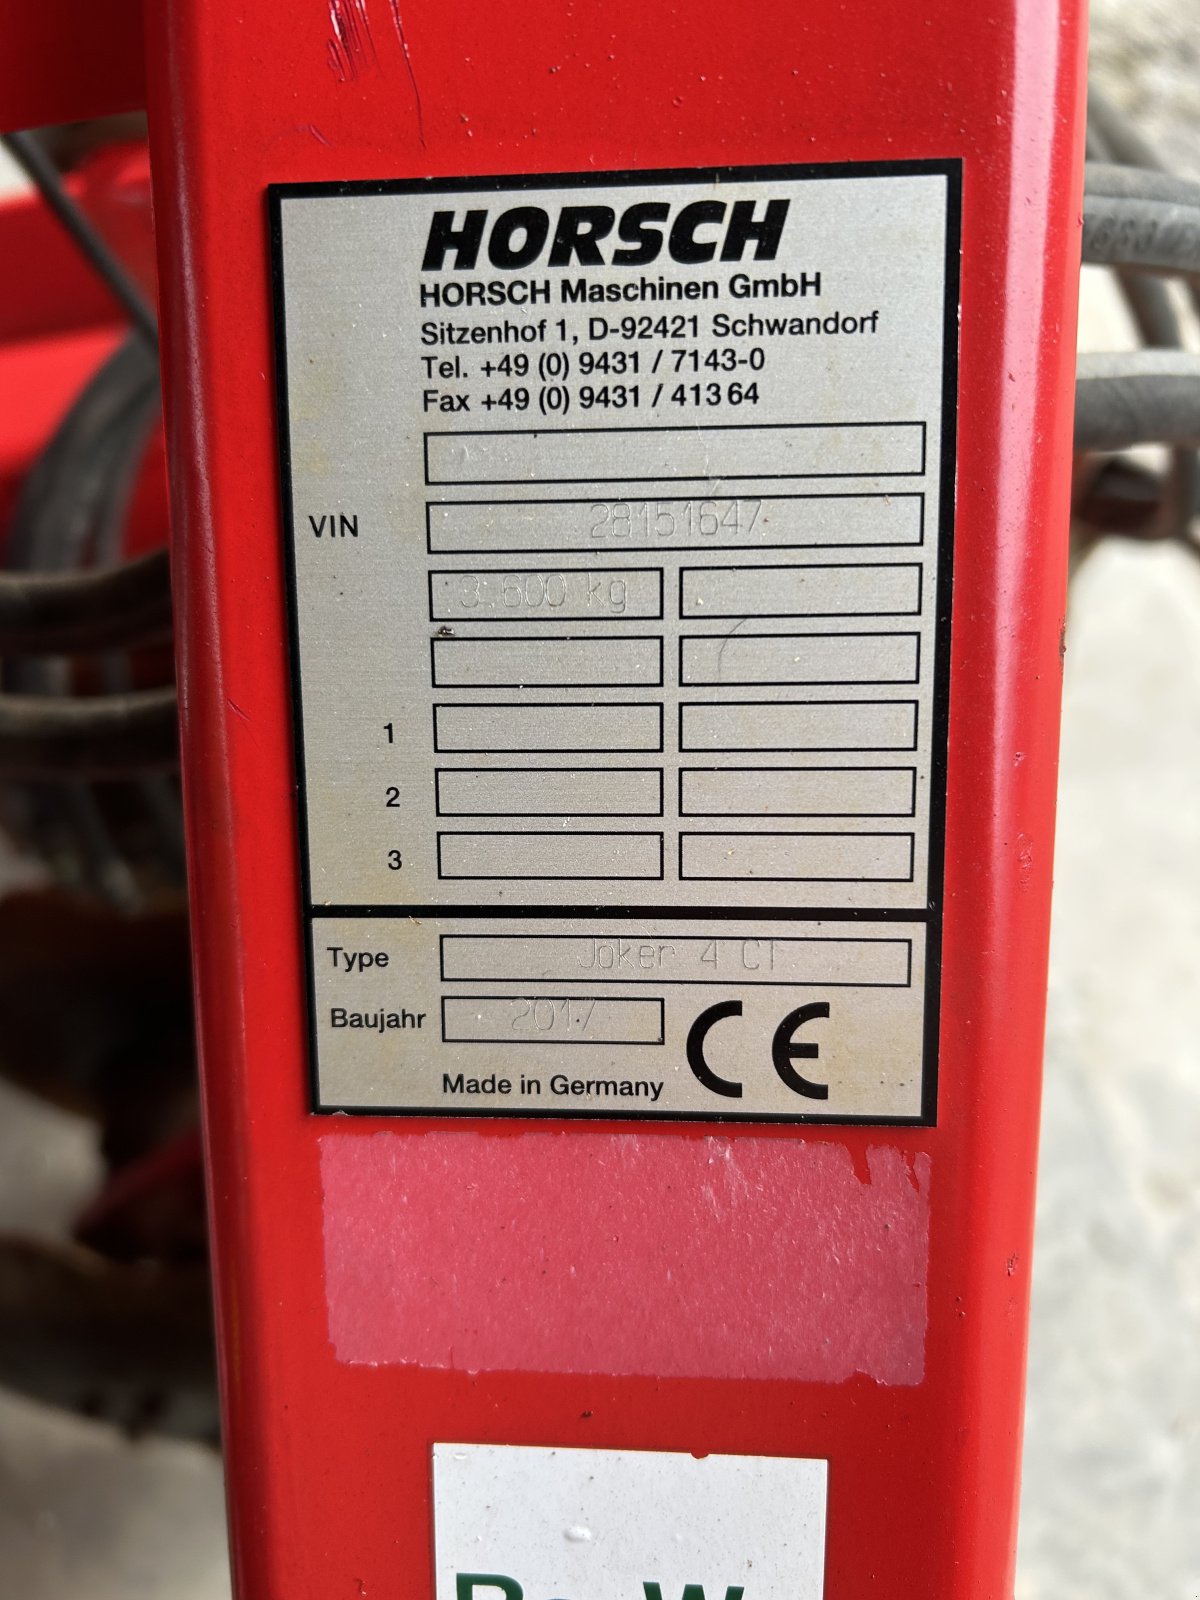 HORSCH
HORSCH Maschinen GmbH
Sitzenhof 1, D-92421 Schwandorf
Tel. +49 (0) 9431 / 7143-0
Fax +49 (0) 9431 / 413 64
VIN 28151647
3.600 kg
1
2
3
Type Joker 4 CT
Baujahr 2017
CE
Made in Germany